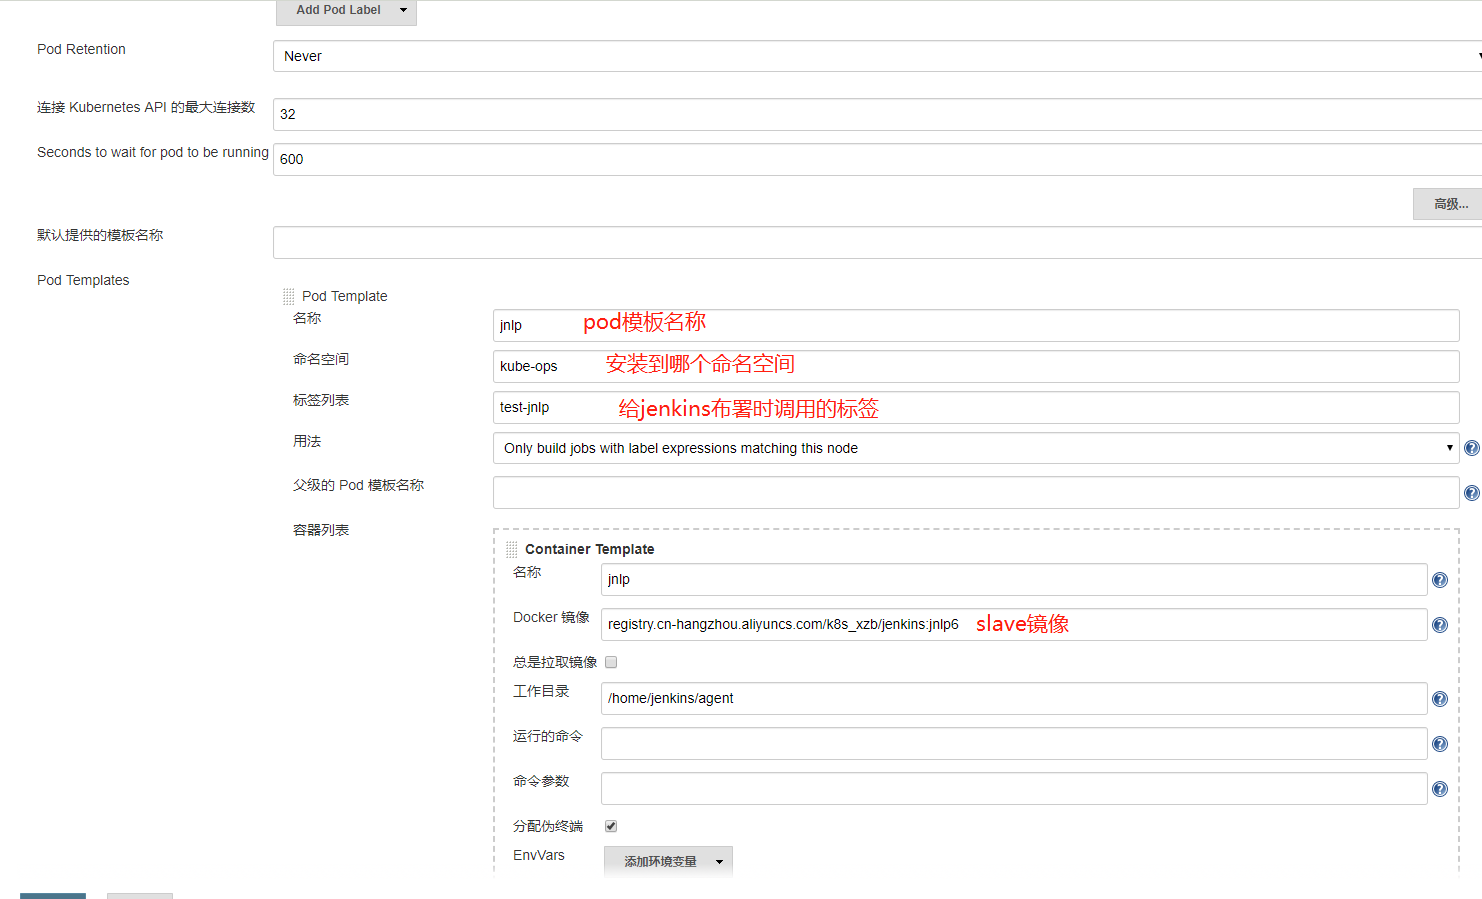 Add Pod Label
Pod Retention
Never
连接 Kubernetes API 的最大连接数
32
Seconds to wait for pod to be running
600
高级...
默认提供的模板名称
Pod Templates
Pod Template
名称
jnlp
pod模板名称
命名空间
kube-ops
安装到哪个命名空间
标签列表
test-jnlp
给jenkins布署时调用的标签
用法
Only build jobs with label expressions matching this node
父级的 Pod 模板名称
容器列表
Container Template
名称
jnlp
Docker 镜像
registry.cn-hangzhou.aliyuncs.com/k8s_xzb/jenkins:jnlp6
slave镜像
总是拉取镜像
工作目录
/home/jenkins/agent
运行的命令
命令参数
分配伪终端
EnvVars
添加环境变量